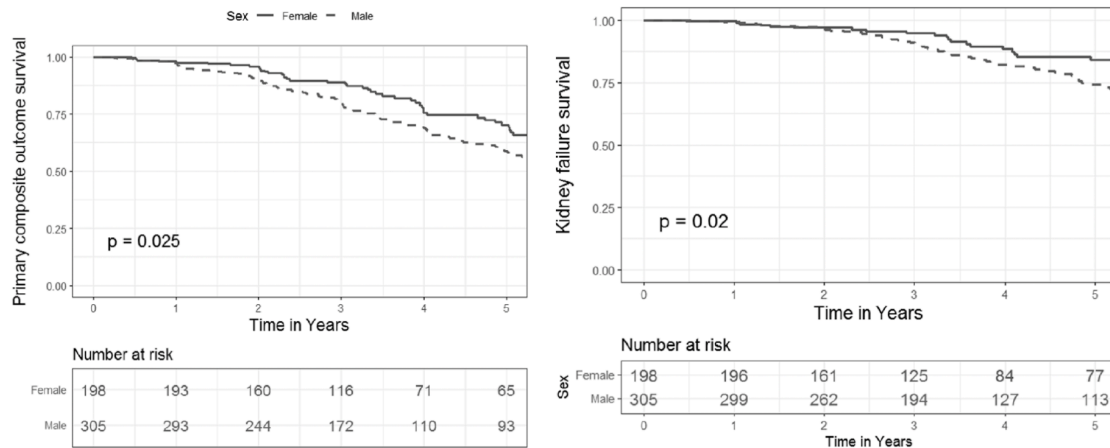 Sex Female Male
Primary composite outcome survival
1.00
0.75
0.50
0.25
0.00
p = 0.025
0 1 2 3 4 5
Time in Years
Number at risk
Female 198 193 160 116 71 65
Male 305 293 244 172 110 93
Kidney failure survival
1.00
0.75
0.50
0.25
0.00
p = 0.02
0 1 2 3 4 5
Time in Years
Number at risk
Sex
Female 198 196 161 125 84 77
Male 305 299 262 194 127 113
0 1 2 3 4 5
Time in Years